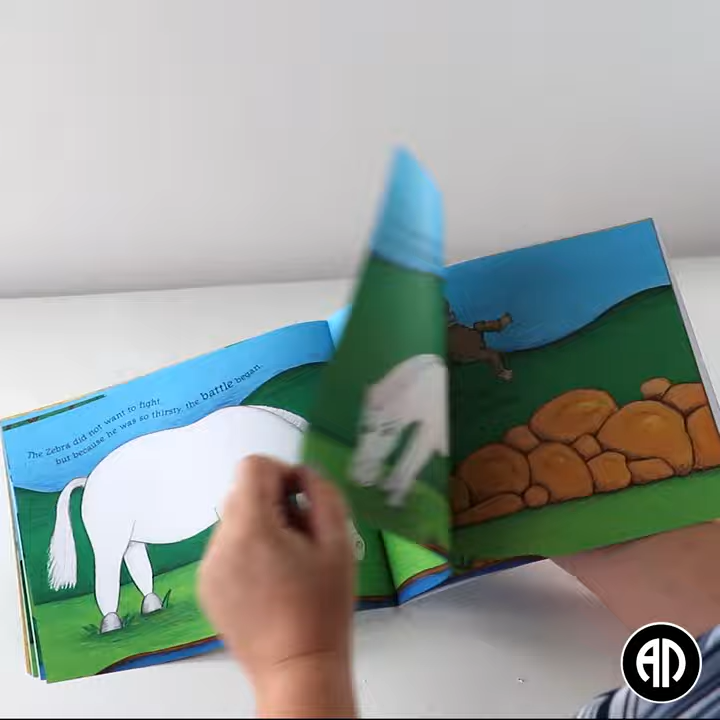 The Zebra did not want to fight,
but because he was so thirsty, the battle began.